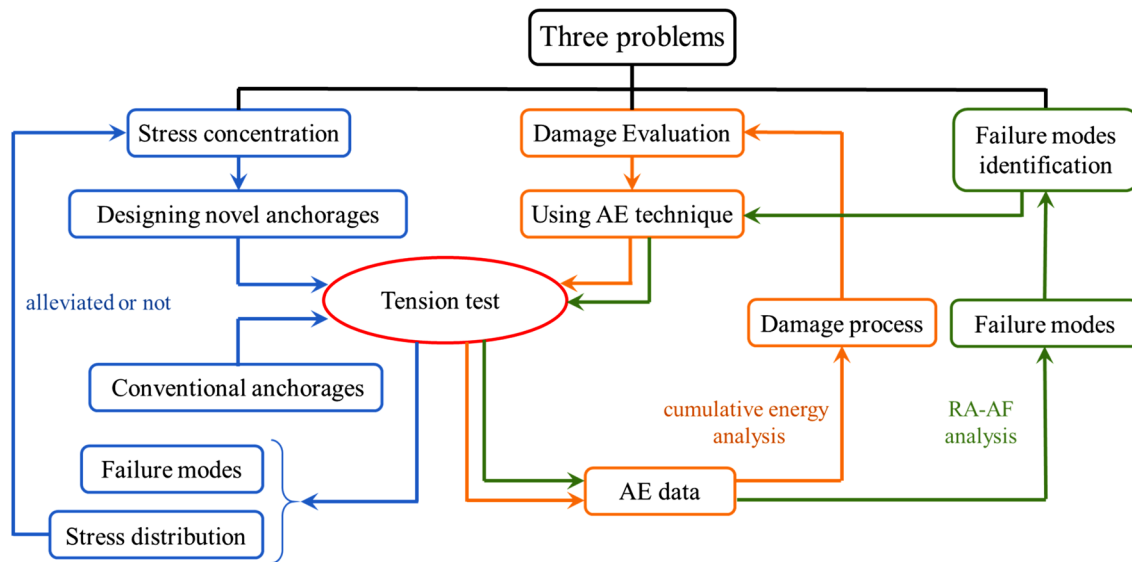 Three problems
Stress concentration
Damage Evaluation
Failure modes
identification
Designing novel anchorages
Using AE technique
alleviated or not
Tension test
Damage process
Failure modes
Conventional anchorages
cumulative energy
analysis
RA-AF
analysis
Failure modes
AE data
Stress distribution